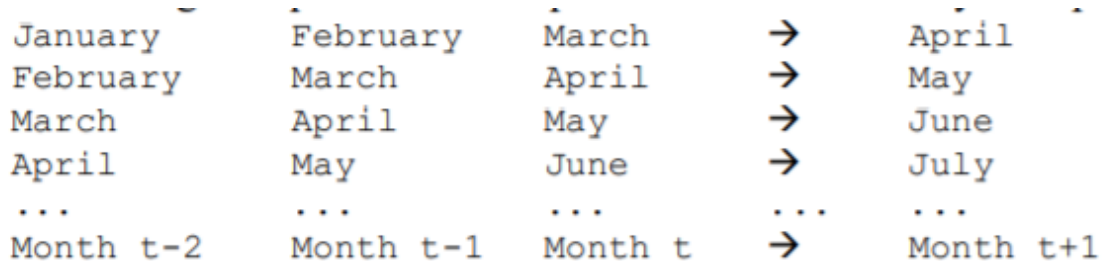 January February March → April
February March April → May
March April May → June
April May June → July
... ... ... ... ...
Month t-2 Month t-1 Month t → Month t+1